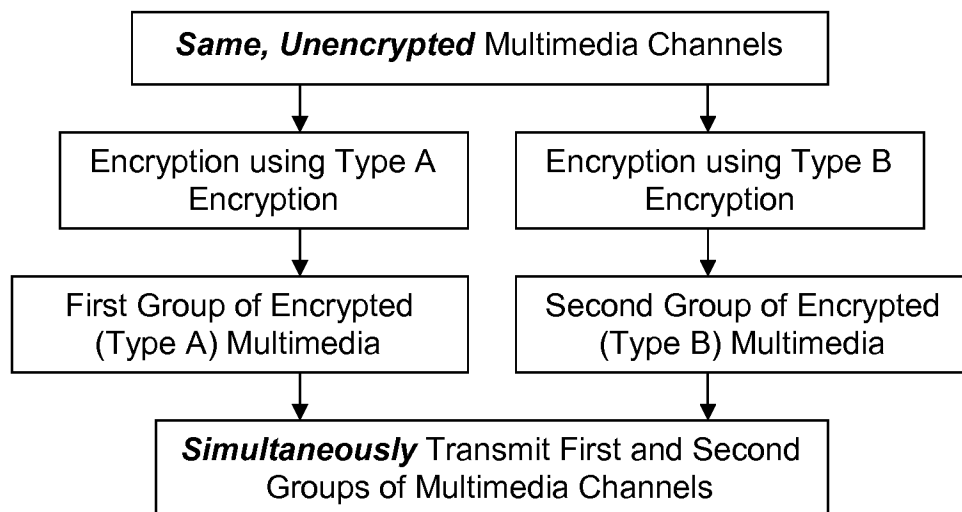 Same, Unencrypted Multimedia Channels
Encryption using Type A
Encryption
Encryption using Type B
Encryption
First Group of Encrypted
(Type A) Multimedia
Second Group of Encrypted
(Type B) Multimedia
Simultaneously Transmit First and Second
Groups of Multimedia Channels